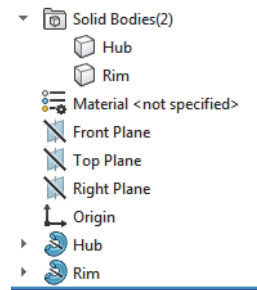 Solid Bodies(2)
Hub
Rim
Material <not specified>
Front Plane
Top Plane
Right Plane
Origin
Hub
Rim